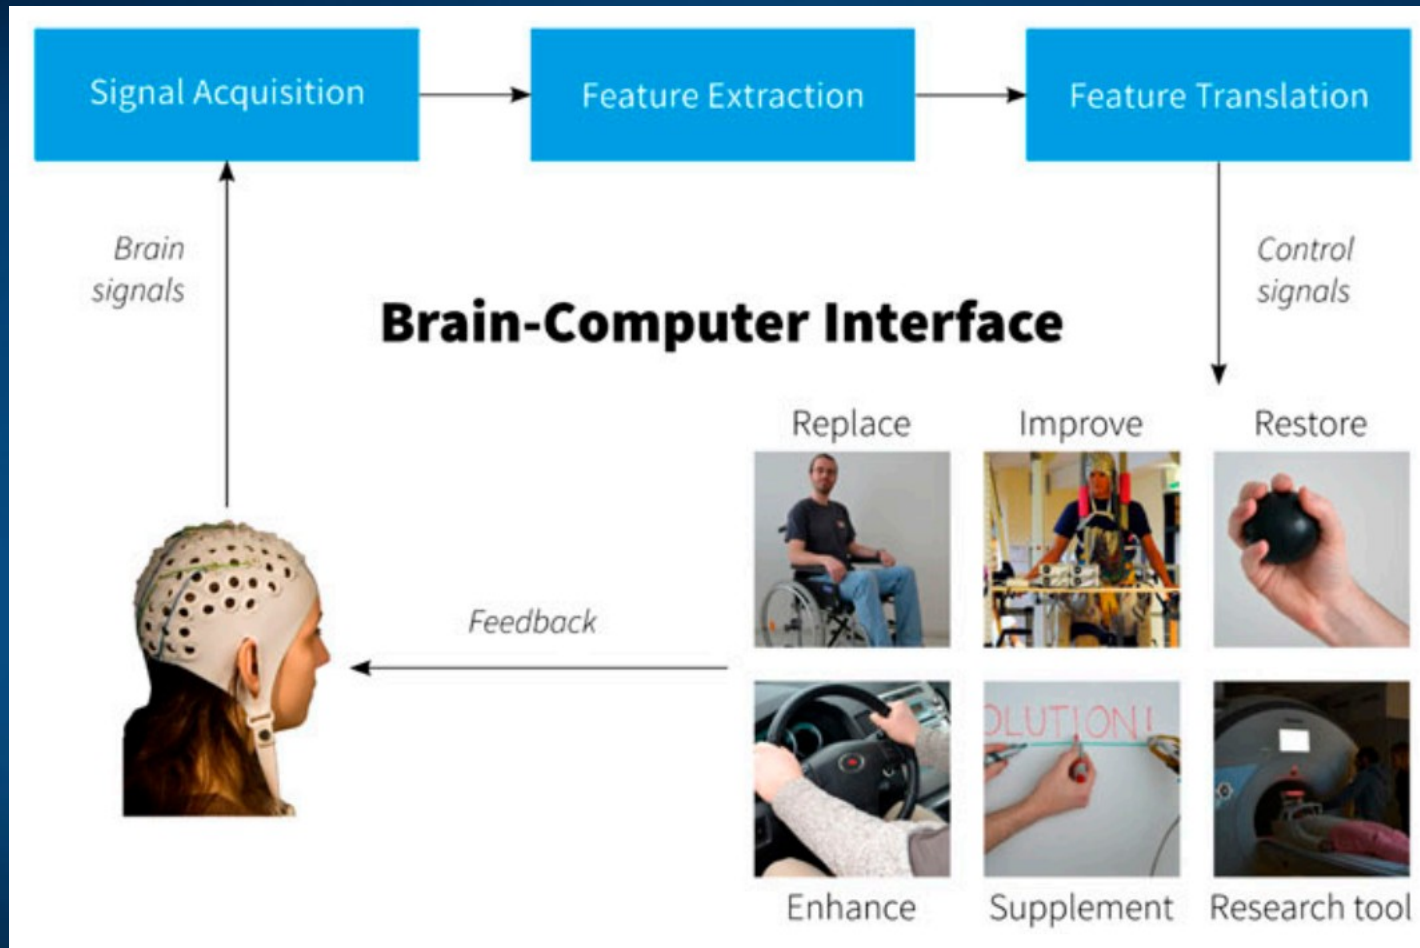 Signal Acquisition
Feature Extraction
Feature Translation
Brain
signals
Control
signals
Brain-Computer Interface
Replace
Improve
Restore
Feedback
OLUTION!
Enhance
Supplement
Research tool